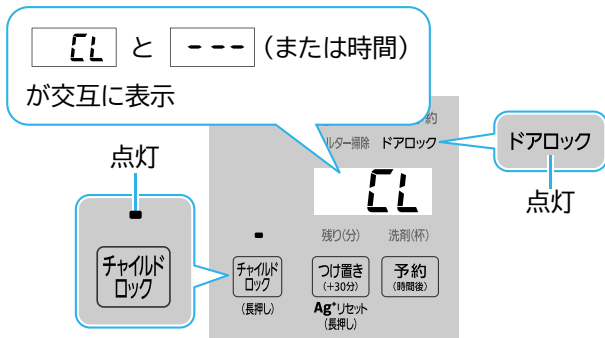 CL と --- (または時間)
が交互に表示
約
ルター掃除 ドアロック
ドアロック
点灯
点灯
CL
残り(分) 洗剤(杯)
チャイルド
ロック
チャイルド
ロック
(長押し)
つけ置き
(+30分)
予約
(時間後)
Ag⁺リセット
(長押し)